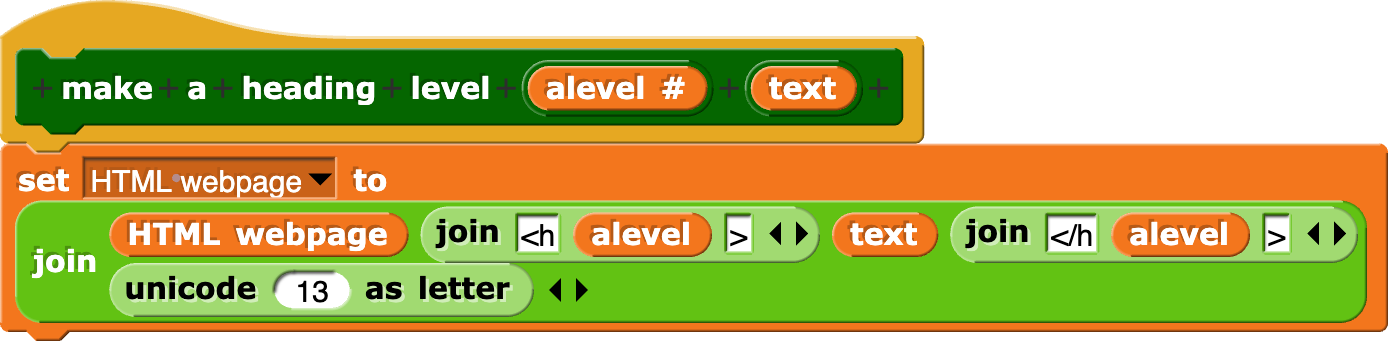 + make + a + heading + level + alevel # + text +
set HTML webpage to
join HTML webpage join <h alevel > text join </h alevel >
unicode 13 as letter